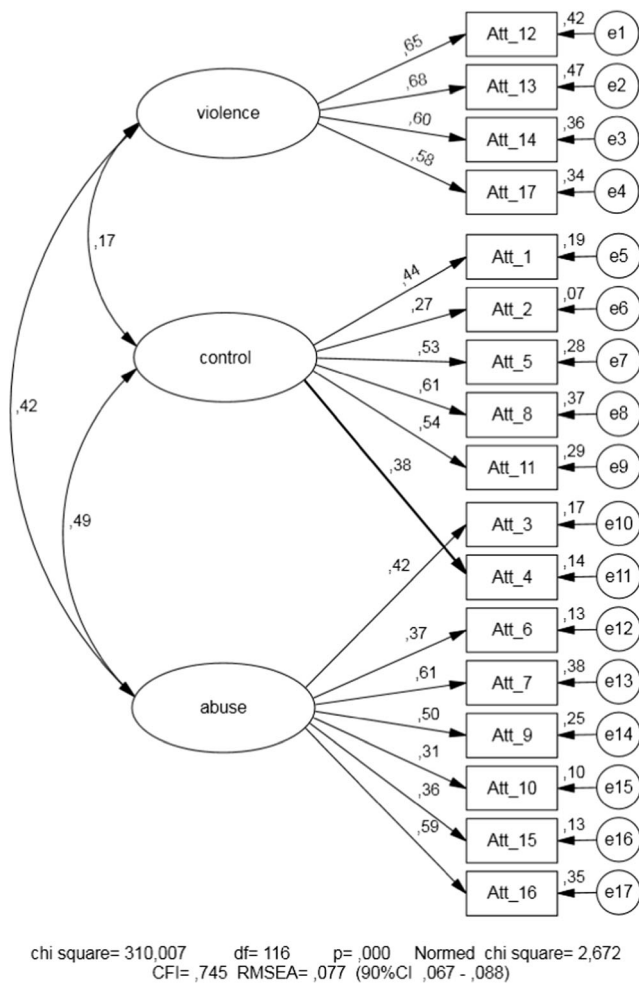 ,65 Att_12 ,42 e1
,68 Att_13 ,47 e2
violence
,60 Att_14 ,36 e3
,58 Att_17 ,34 e4
,17
,44 Att_1 ,19 e5
,27 Att_2 ,07 e6
control
,53 Att_5 ,28 e7
,61 Att_8 ,37 e8
,42
,54 Att_11 ,29 e9
,38
,49
Att_3 ,17 e10
,42 Att_4 ,14 e11
,37 Att_6 ,13 e12
,61 Att_7 ,38 e13
abuse
,50 Att_9 ,25 e14
,31 Att_10 ,10 e15
,36 Att_15 ,13 e16
,59 Att_16 ,35 e17
chi square= 310,007 df= 116 p= ,000 Normed chi square= 2,672
CFI= ,745 RMSEA= ,077 (90%CI ,067 - ,088)